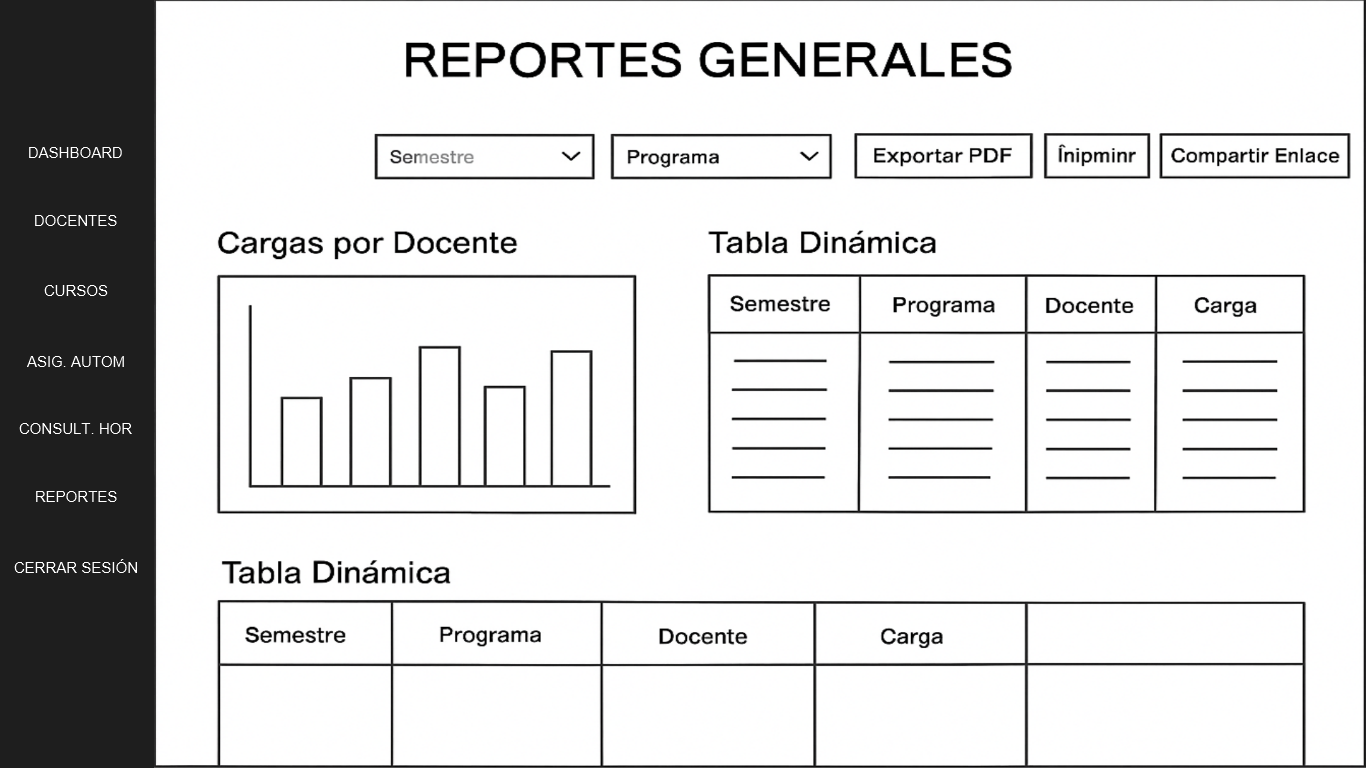 REPORTES GENERALES
DASHBOARD
DOCENTES
CURSOS
ASIG. AUTOM
CONSULT. HOR
REPORTES
CERRAR SESIÓN
Semestre
Programa
Exportar PDF
Înipminr
Compartir Enlace
Cargas por Docente
Tabla Dinámica
Semestre Programa Docente Carga
Tabla Dinámica
Semestre Programa Docente Carga